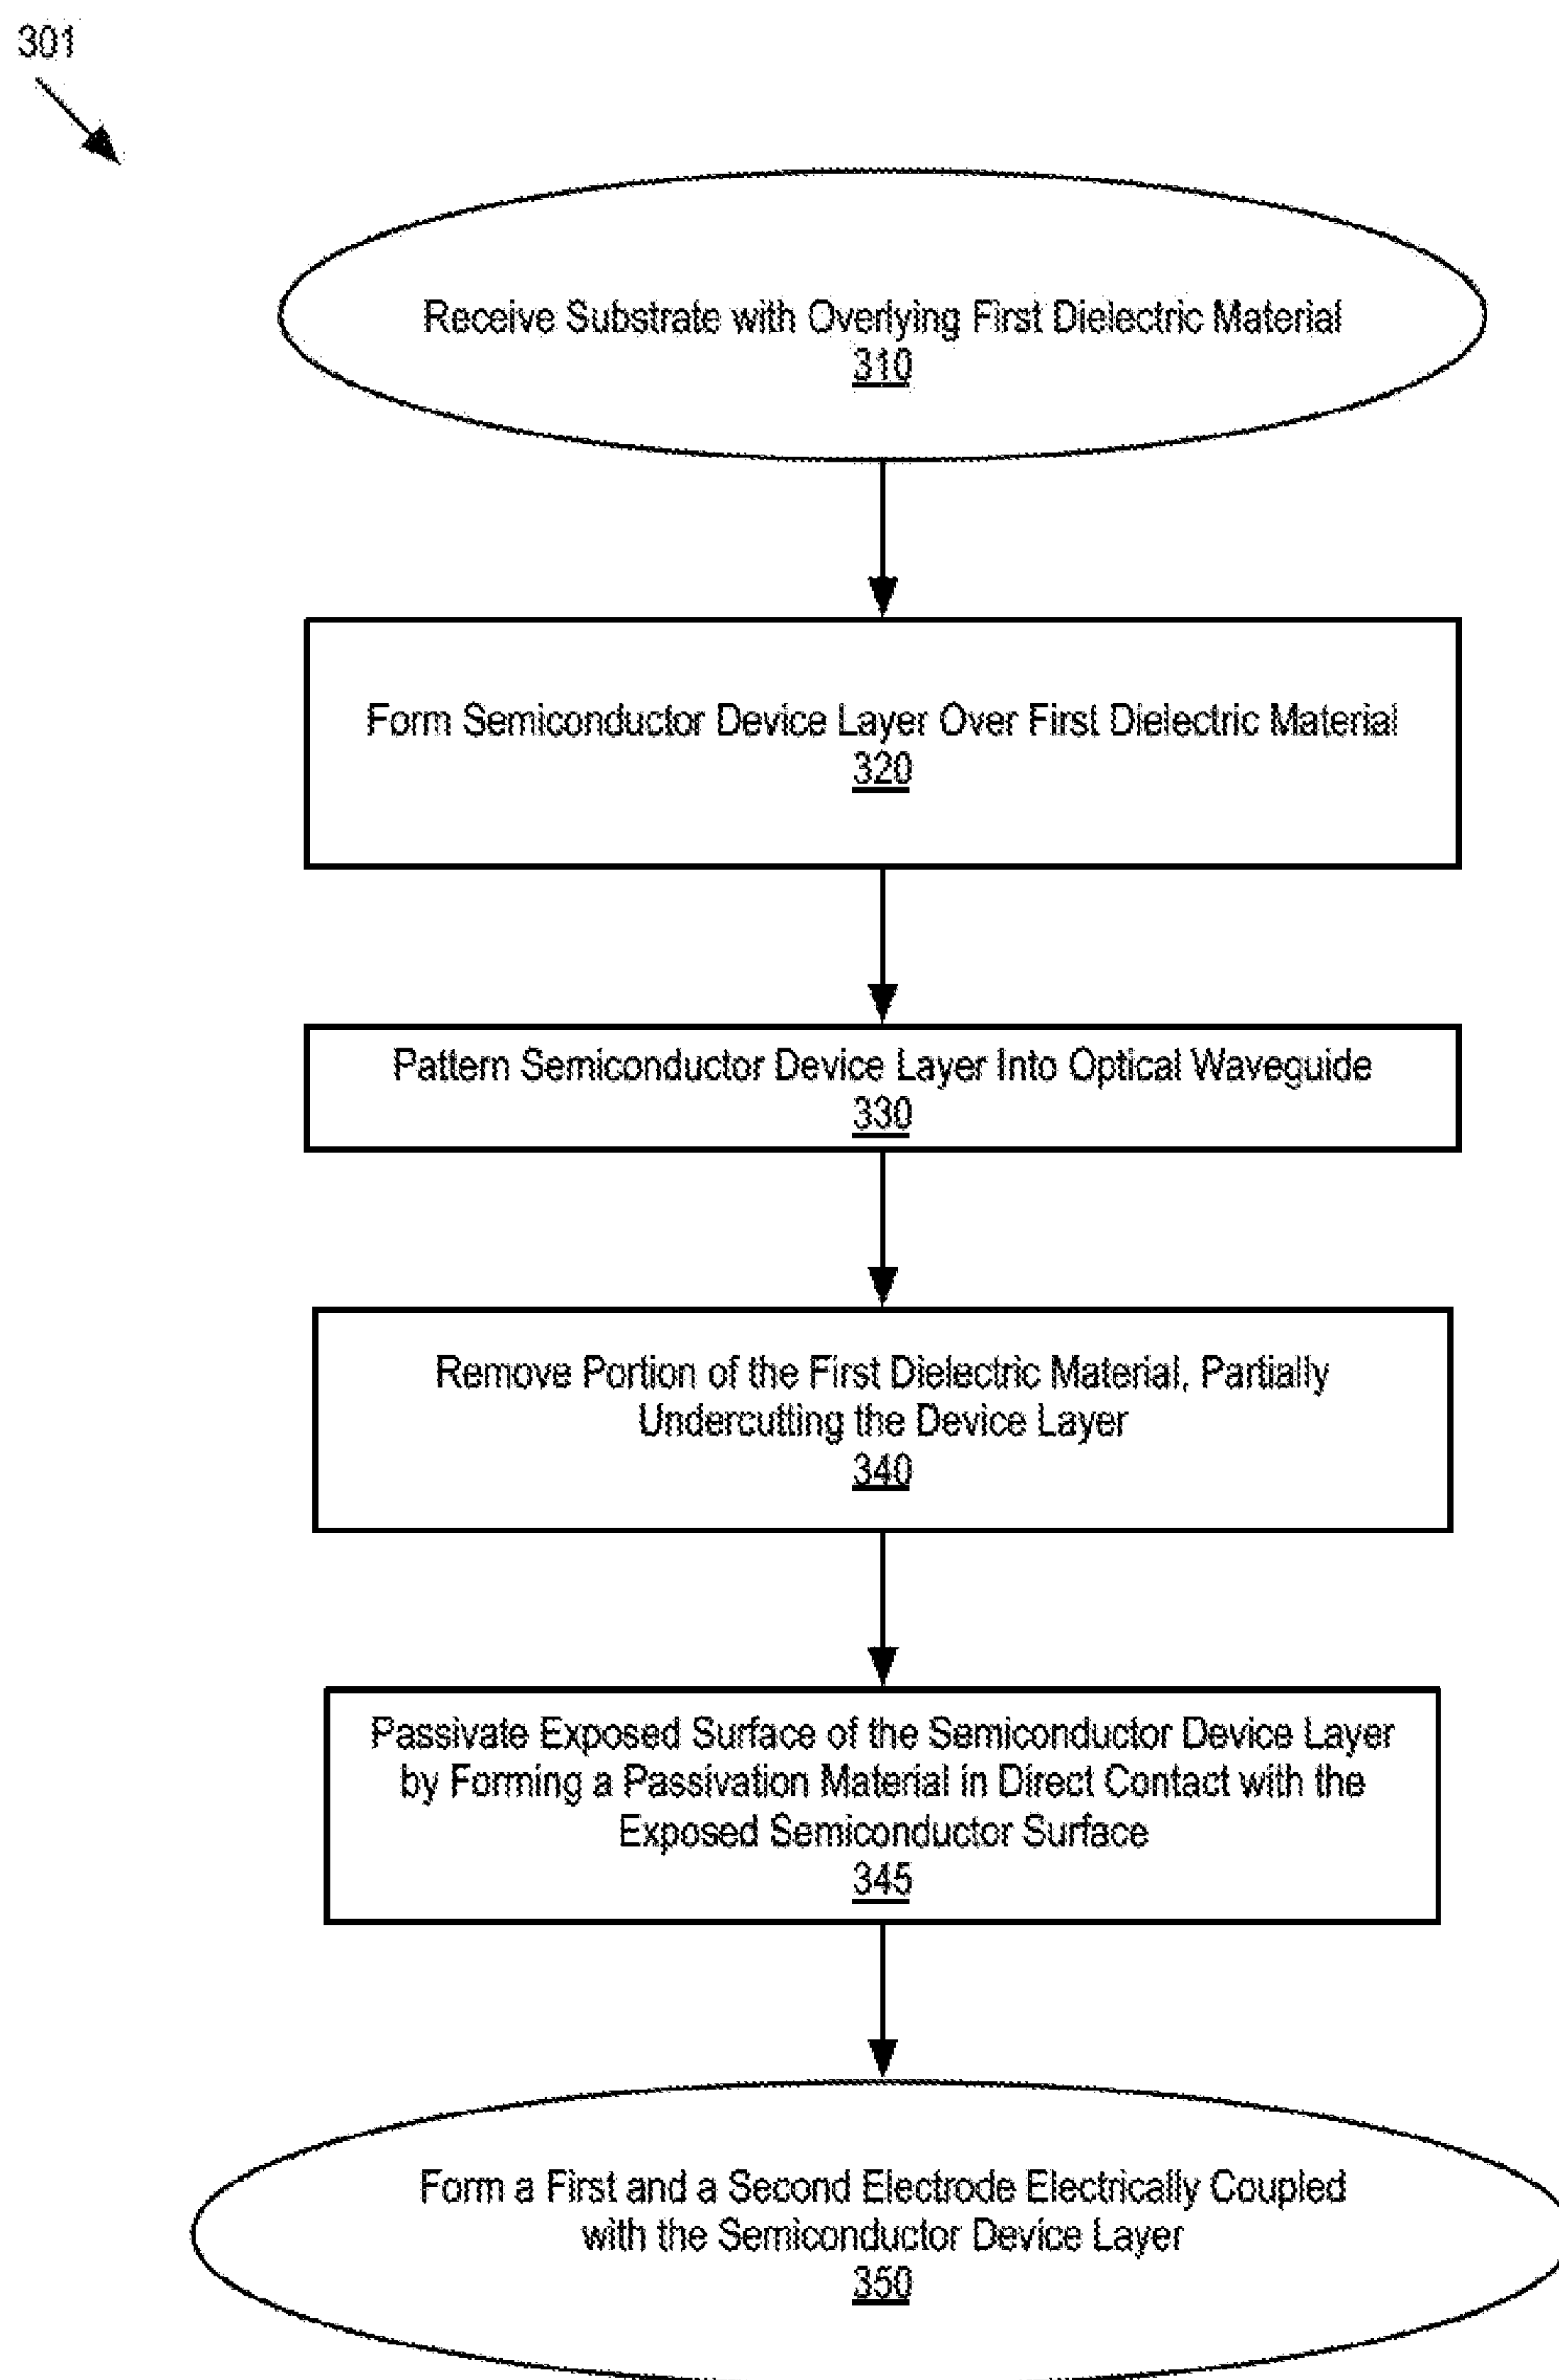 301
Receive Substrate with Overlying First Dielectric Material
310
Form Semiconductor Device Layer Over First Dielectric Material
320
Pattern Semiconductor Device Layer Into Optical Waveguide
330
Remove Portion of the First Dielectric Material, Partially
Undercutting the Device Layer
340
Passivate Exposed Surface of the Semiconductor Device Layer
by Forming a Passivation Material in Direct Contact with the
Exposed Semiconductor Surface
345
Form a First and a Second Electrode Electrically Coupled
with the Semiconductor Device Layer
350